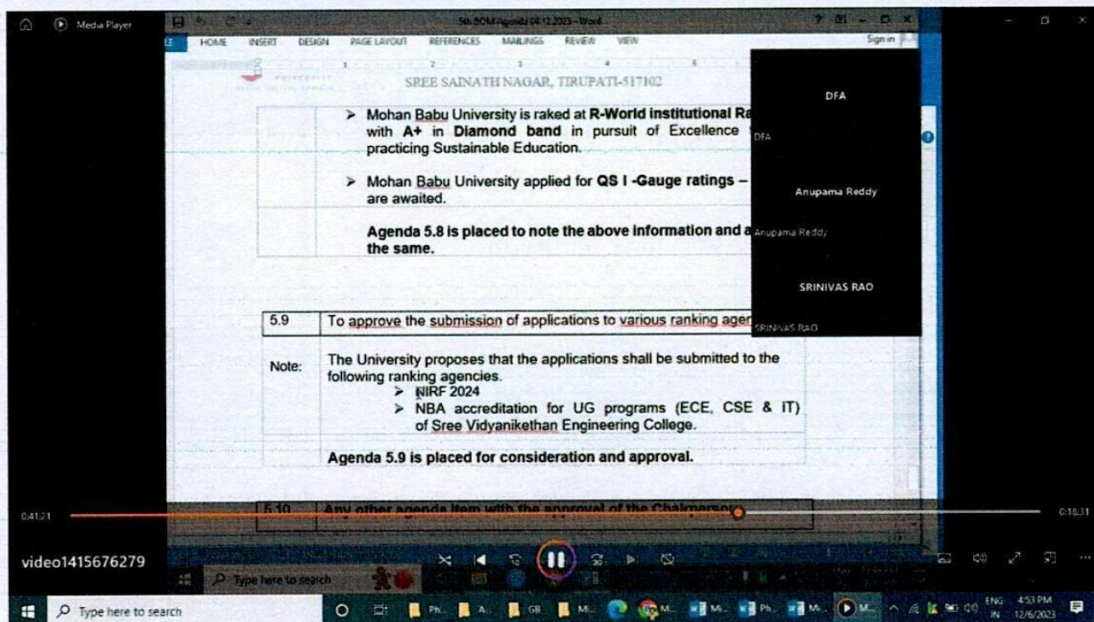 Media Player
5th BOM Agenda 04.12.2023 - Word
HOME INSERT DESIGN PAGE LAYOUT REFERENCES MAILINGS REVIEW VIEW
Sign in
SREE SAINATH NAGAR, TIRUPATI-517102
➤ Mohan Babu University is raked at R-World institutional Ra
with A+ in Diamond band in pursuit of Excellence
practicing Sustainable Education.
➤ Mohan Babu University applied for QS I -Gauge ratings –
are awaited.
Agenda 5.8 is placed to note the above information and a
the same.
DFA
DFA
Anupama Reddy
Anupama Reddy
SRINIVAS RAO
SRINIVAS RAO
5.9 To approve the submission of applications to various ranking agen
Note: The University proposes that the applications shall be submitted to the
following ranking agencies.
➤ NIRF 2024
➤ NBA accreditation for UG programs (ECE, CSE & IT)
of Sree Vidyanikethan Engineering College.
Agenda 5.9 is placed for consideration and approval.
5.10 Any other agenda item with the approval of the Chairperson
0:41:21
0:18:31
video1415676279
Type here to search
Type here to search
Ph... A... GB M... M... M... Ph... M... M...
ENG 4:53 PM
IN 12/6/2023